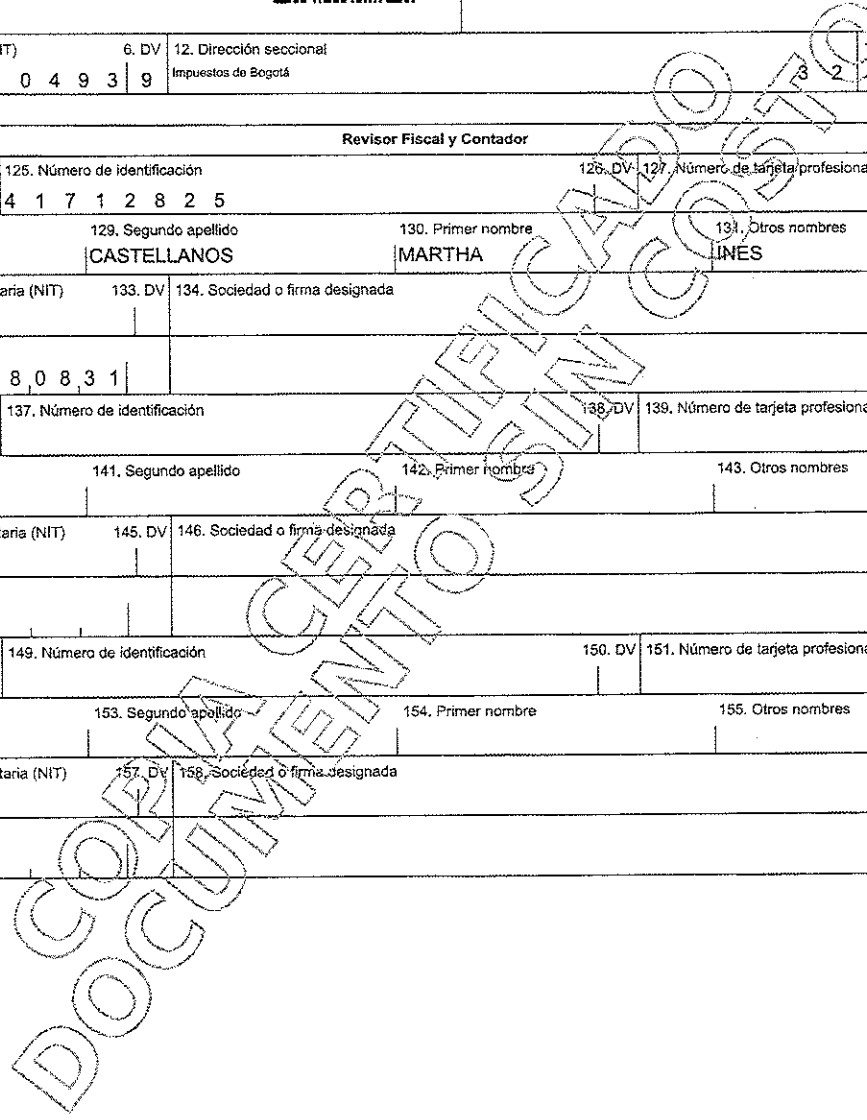 IT) 6. DV 12. Dirección seccional
0 4 9 3 9 Impuestos de Bogotá 3 2
Revisor Fiscal y Contador
125. Número de identificación 126. DV 127. Número de tarjeta profesiona
4 1 7 1 2 8 2 5
129. Segundo apellido 130. Primer nombre 131. Otros nombres
CASTELLANOS MARTHA INES
aria (NIT) 133. DV 134. Sociedad o firma designada
8 0 8 3 1
137. Número de identificación 138. DV 139. Número de tarjeta profesiona
141. Segundo apellido 142. Primer nombre 143. Otros nombres
taria (NIT) 145. DV 146. Sociedad o firma designada
149. Número de identificación 150. DV 151. Número de tarjeta profesiona
153. Segundo apellido 154. Primer nombre 155. Otros nombres
taria (NIT) 157. DV 158. Sociedad o firma designada
COPIA CERTIFICADO
DOCUMENTO SIN COSTO